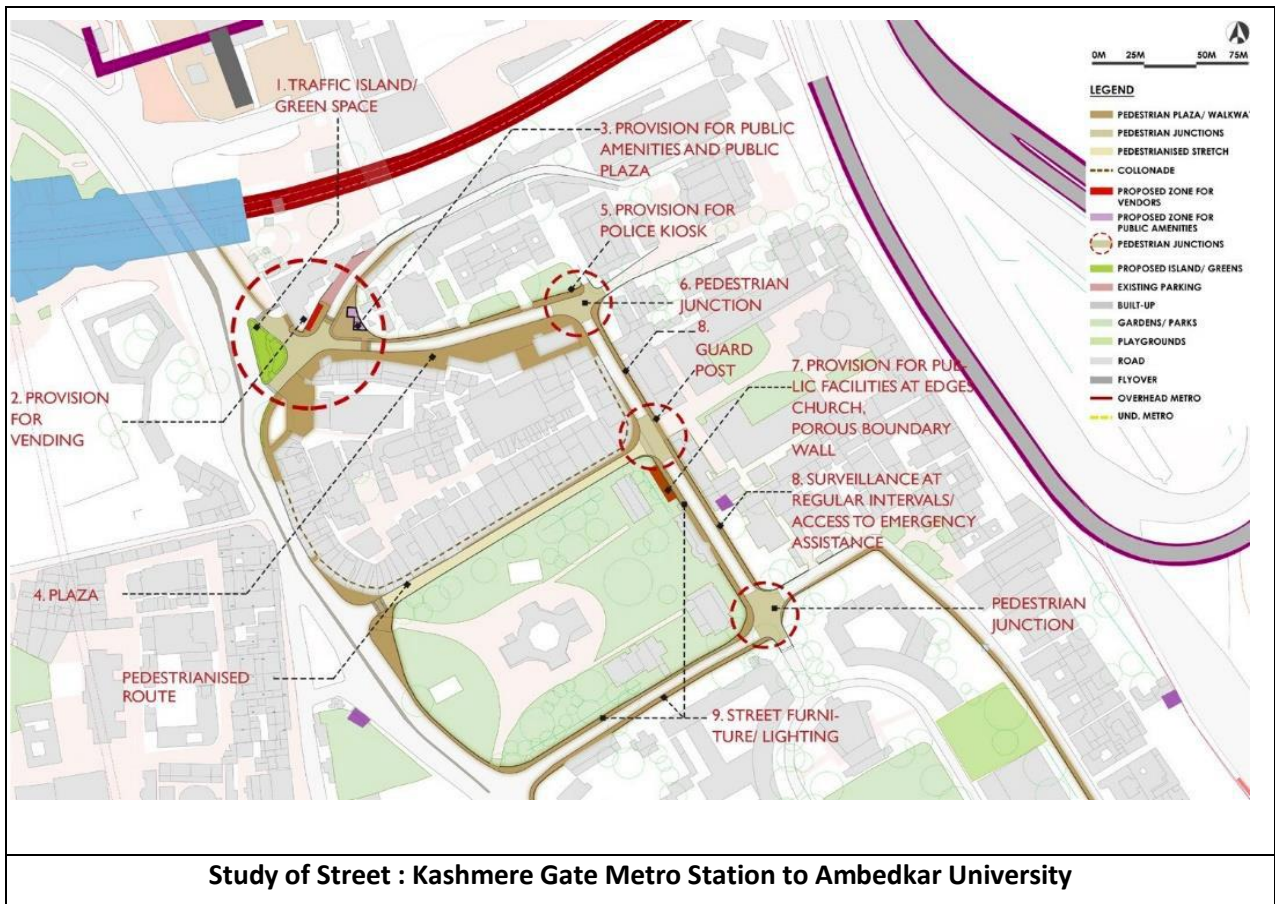 1. TRAFFIC ISLAND/
GREEN SPACE
3. PROVISION FOR PUBLIC
AMENITIES AND PUBLIC
PLAZA
5. PROVISION FOR
POLICE KIOSK
6. PEDESTRIAN
JUNCTION
8.
GUARD
POST
7. PROVISION FOR PUB-
LIC FACILITIES AT EDGES
CHURCH,
POROUS BOUNDARY
WALL
8. SURVEILLANCE AT
REGULAR INTERVALS/
ACCESS TO EMERGENCY
ASSISTANCE
2. PROVISION
FOR
VENDING
4. PLAZA
PEDESTRIANISED
ROUTE
PEDESTRIAN
JUNCTION
9. STREET FURNI-
TURE/ LIGHTING
0M 25M 50M 75M
LEGEND
PEDESTRIAN PLAZA/ WALKWA
PEDESTRIAN JUNCTIONS
PEDESTRIANISED STRETCH
COLLONADE
PROPOSED ZONE FOR
VENDORS
PROPOSED ZONE FOR
PUBLIC AMENITIES
PEDESTRIAN JUNCTIONS
PROPOSED ISLAND/ GREENS
EXISTING PARKING
BUILT-UP
GARDENS/ PARKS
PLAYGROUNDS
ROAD
FLYOVER
OVERHEAD METRO
UND. METRO
Study of Street : Kashmere Gate Metro Station to Ambedkar University